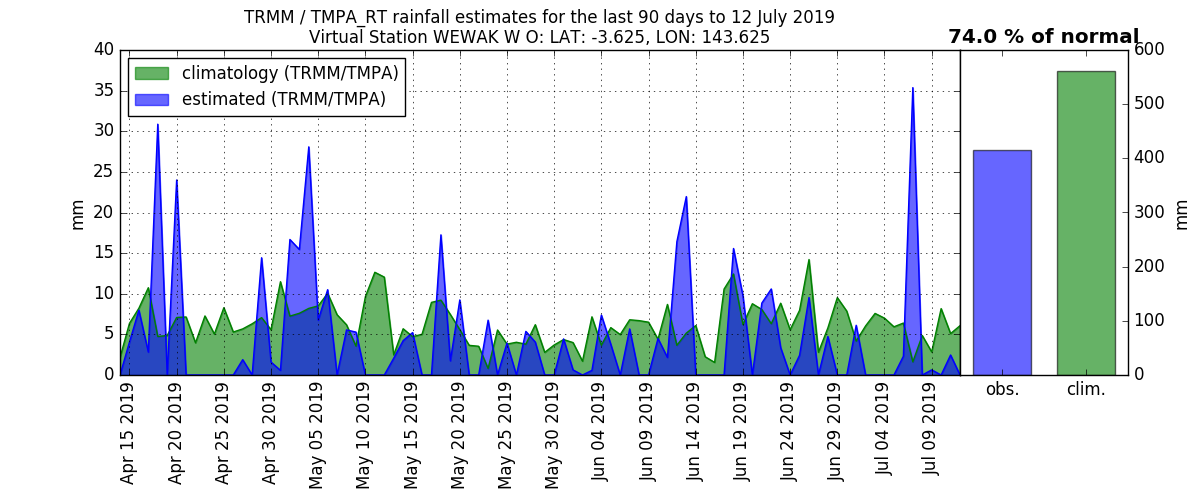 TRMM / TMPA_RT rainfall estimates for the last 90 days to 12 July 2019
Virtual Station WEWAK W O: LAT: -3.625, LON: 143.625
74.0 % of normal
climatology (TRMM/TMPA)
estimated (TRMM/TMPA)
mm
40
35
30
25
20
15
10
5
0
Apr 15 2019
Apr 20 2019
Apr 25 2019
Apr 30 2019
May 05 2019
May 10 2019
May 15 2019
May 20 2019
May 25 2019
May 30 2019
Jun 04 2019
Jun 09 2019
Jun 14 2019
Jun 19 2019
Jun 24 2019
Jun 29 2019
Jul 04 2019
Jul 09 2019
obs.
clim.
600
500
400
300
200
100
0
mm